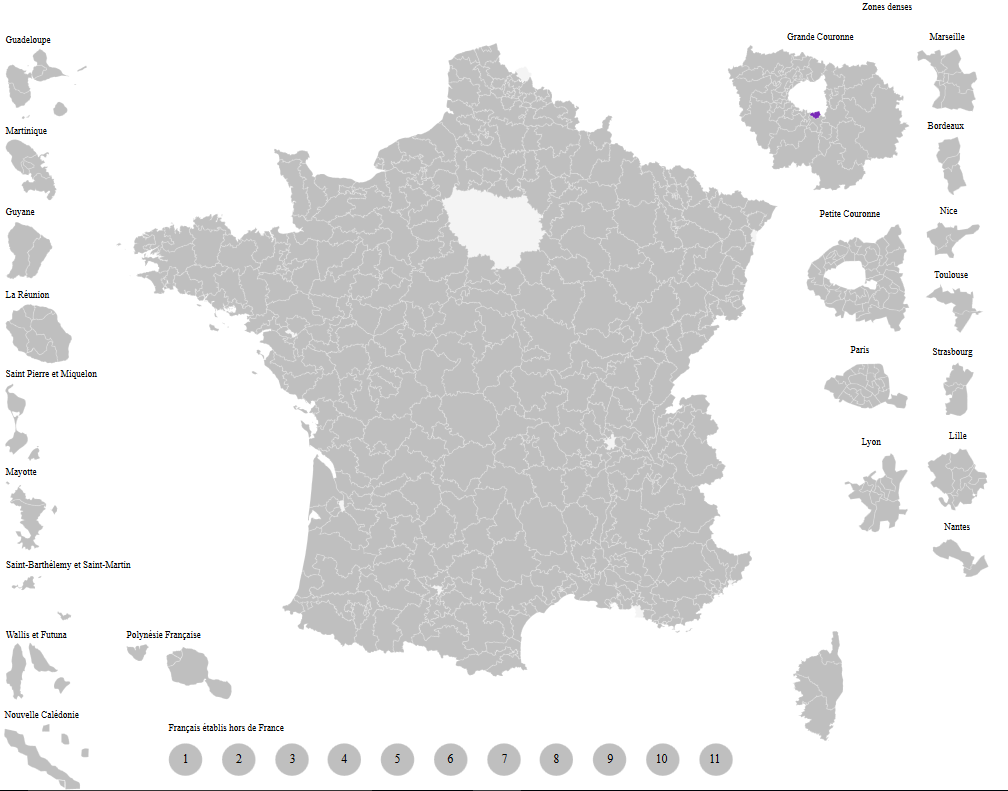 Zones denses
Guadeloupe
Grande Couronne
Marseille
Martinique
Bordeaux
Guyane
Petite Couronne
Nice
Toulouse
La Réunion
Paris
Strasbourg
Saint Pierre et Miquelon
Lyon
Lille
Mayotte
Nantes
Saint-Barthélemy et Saint-Martin
Wallis et Futuna
Polynésie Française
Nouvelle Calédonie
Français établis hors de France
1 2 3 4 5 6 7 8 9 10 11